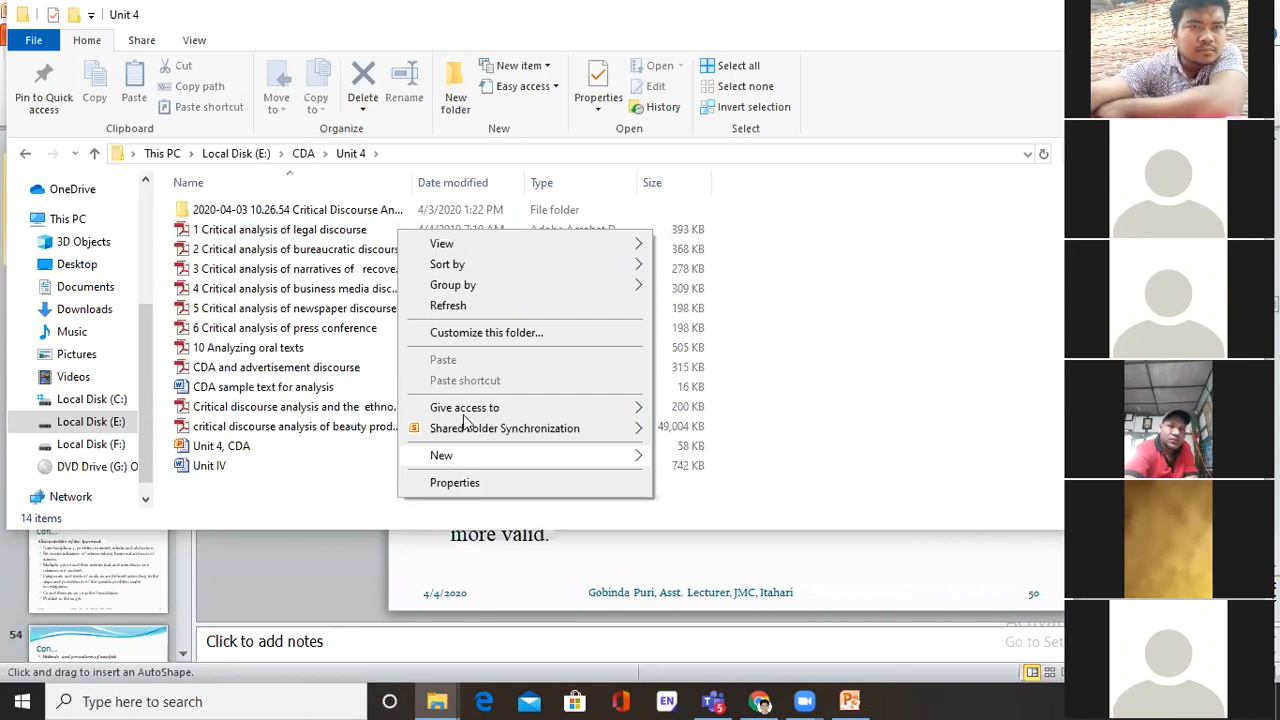 Unit 4
File Home Share View
Pin to Quick access
Copy
Paste
Cut
Copy path
Paste shortcut
Clipboard
Move to
Copy to
Delete
Rename
Organize
New folder
New item
Easy access
New
Properties
Open
Edit
History
Open
Select all
Select none
Invert selection
Select
This PC > Local Disk (E:) > CDA > Unit 4 >
Name Date modified Type Size
OneDrive
This PC
3D Objects
Desktop
Documents
Downloads
Music
Pictures
Videos
Local Disk (C:)
Local Disk (E:)
Local Disk (F:)
DVD Drive (G:) O
Network
2020-04-03 10.26.54 Critical Discourse An... 4/3/2020 1:22 PM File folder
1 Critical analysis of legal discourse 393 KB
2 Critical analysis of bureaucratic discours 368 KB
3 Critical analysis of narratives of recove. 278 KB
4 Critical analysis of business media disc... 309 KB
5 Critical analysis of newspaper discourse 198 KB
6 Critical analysis of press conference 198 KB
10 Analyzing oral texts 505 KB
CDA and advertisement discourse 315 KB
CDA sample text for analysis 16 KB
Critical discourse analysis and the ethno. 200 KB
critical discourse analysis of beauty prod.. 49,004 KB
Unit 4, CDA 58 KB
Unit IV 742 KB
View
Sort by
Group by
Refresh
Customize this folder...
Paste
Paste shortcut
Give access to
Shared Folder Synchronization
New
Properties
14 items
more valid.
4/4/2020 Gobinda Puri, Asst. Lecturer, JMC, Itahari 50
54
Con...
Click to add notes
Go to Set
Click and drag to insert an AutoShape.
Type here to search
EN